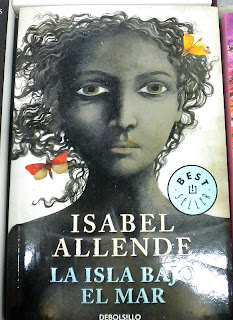 BEST
SELLER
ISABEL
ALLENDE
LA ISLA BAJO
EL MAR
DEBOLSILLO